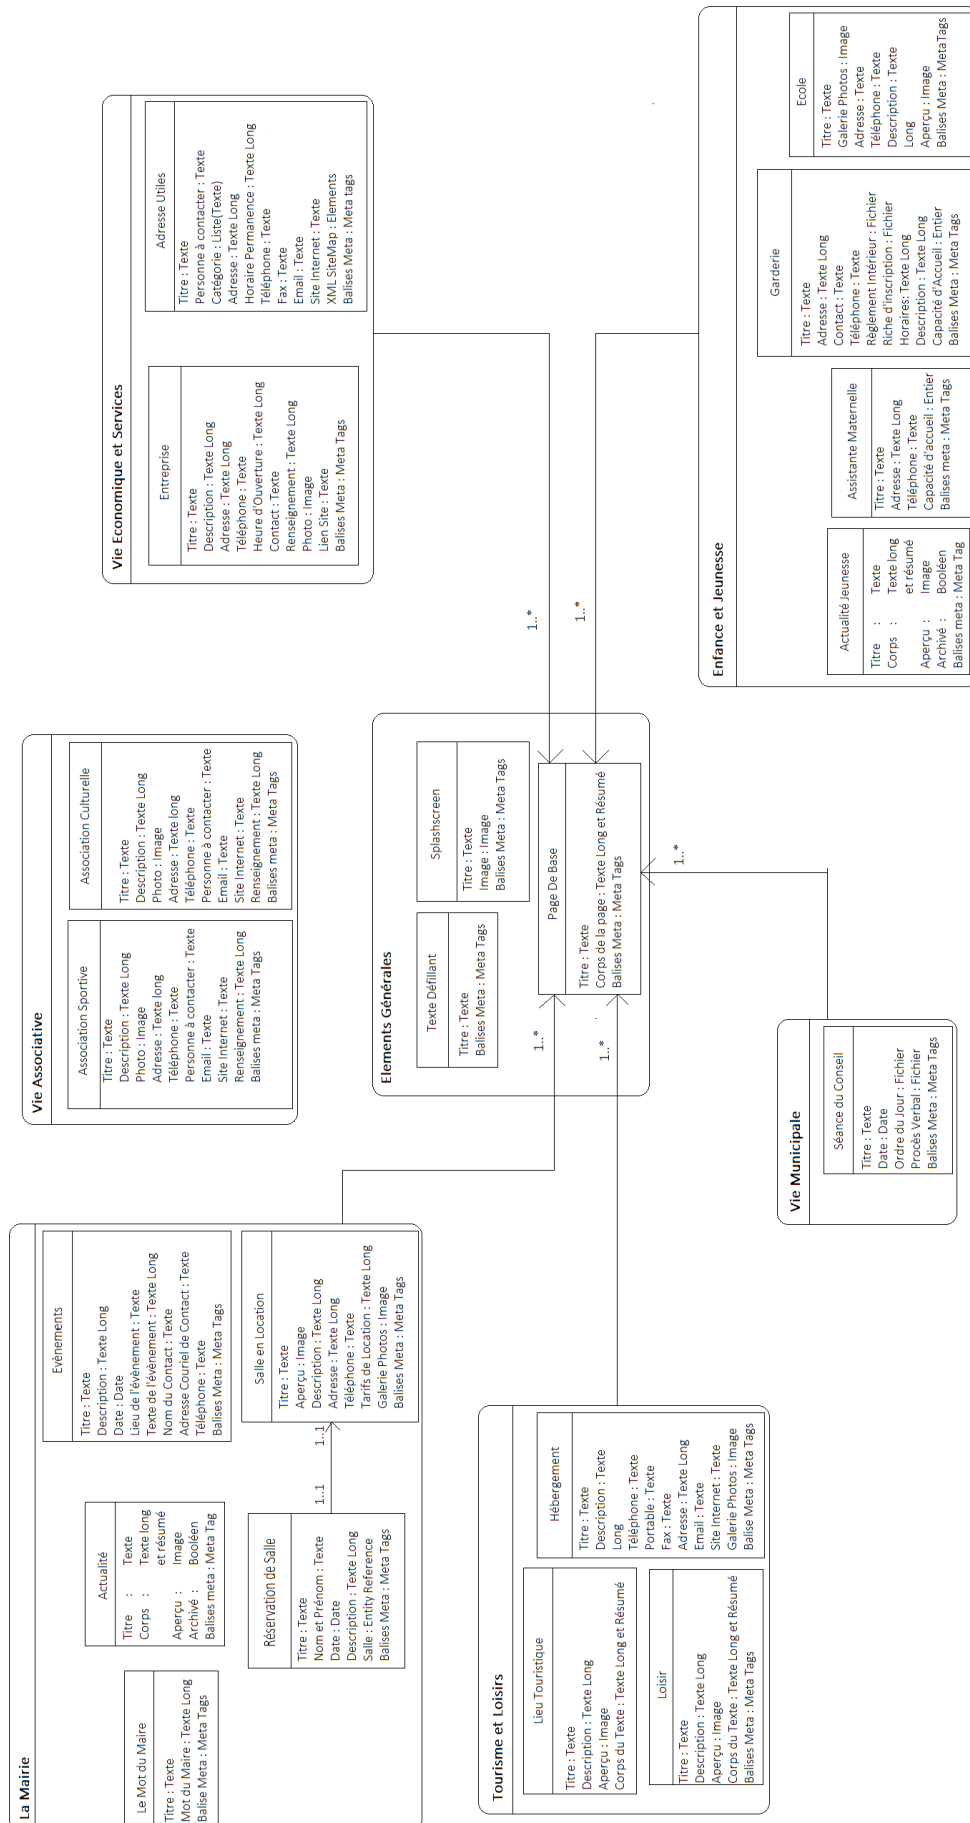 La Mairie
Le Mot du Maire
Titre : Texte
Mot du Maire : Texte Long
Balise Meta : Meta Tags
Actualité
Titre : Texte
Corps : Texte long
et résumé
Aperçu : Image
Archivé : Booléen
Balises meta : Meta Tag
Evènements
Titre : Texte
Description : Texte Long
Date : Date
Lieu de l'évènement : Texte
Texte de l'évènement : Texte Long
Nom du Contact : Texte
Adresse Couriel de Contact : Texte
Téléphone : Texte
Balises Meta : Meta Tags
Réservation de Salle
Titre : Texte
Nom et Prénom : Texte
Date : Date
Description : Texte Long
Salle : Entity Reference
Balises Meta : Meta Tags
1..1
1..1
Salle en Location
Titre : Texte
Aperçu : Image
Description : Texte Long
Adresse : Texte Long
Téléphone : Texte
Tarifs de Location : Texte Long
Galerie Photos : Image
Balises Meta : Meta Tags
Vie Associative
Association Sportive
Titre : Texte
Description : Texte Long
Photo : Image
Adresse : Texte long
Téléphone : Texte
Personne à contacter : Texte
Email : Texte
Site Internet : Texte
Renseignement : Texte Long
Balises meta : Meta Tags
Association Culturelle
Titre : Texte
Description : Texte Long
Photo : Image
Adresse : Texte long
Téléphone : Texte
Personne à contacter : Texte
Email : Texte
Site Internet : Texte
Renseignement : Texte Long
Balises meta : Meta Tags
Vie Economique et Services
Entreprise
Titre : Texte
Description : Texte Long
Adresse : Texte Long
Téléphone : Texte
Heure d'Ouverture : Texte Long
Contact : Texte
Renseignement : Texte Long
Photo : Image
Lien Site : Texte
Balises Meta : Meta Tags
Adresse Utiles
Titre : Texte
Personne à contacter : Texte
Catégorie : Liste(Texte)
Adresse : Texte Long
Horaire Permanence : Texte Long
Téléphone : Texte
Fax : Texte
Email : Texte
Site Internet : Texte
XML SiteMap : Elements
Balises Meta : Meta tags
Elements Générales
Texte Défillant
Titre : Texte
Balises Meta : Meta Tags
Splashscreen
Titre : Texte
Image : Image
Balises Meta : Meta Tags
Page De Base
Titre : Texte
Corps de la page : Texte Long et Résumé
Balises Meta : Meta Tags
1..*
1..*
1..*
1..*
1..*
Tourisme et Loisirs
Lieu Touristique
Titre : Texte
Description : Texte Long
Aperçu : Image
Corps du Texte : Texte Long et Résumé
Hébergement
Titre : Texte
Description : Texte
Long
Téléphone : Texte
Portable : Texte
Fax : Texte
Adresse : Texte Long
Email : Texte
Site Internet : Texte
Galerie Photos : Image
Balise Meta : Meta Tags
Loisir
Titre : Texte
Description : Texte Long
Aperçu : Image
Corps du Texte : Texte Long et Résumé
Balises Meta : Meta Tags
Vie Municipale
Séance du Conseil
Titre : Texte
Date : Date
Ordre du Jour : Fichier
Procès Verbal : Fichier
Balises Meta : Meta Tags
Enfance et Jeunesse
Actualité Jeunesse
Titre : Texte
Corps : Texte long
et résumé
Aperçu : Image
Archivé : Booléen
Balises meta : Meta Tag
Assistante Maternelle
Titre : Texte
Adresse : Texte Long
Téléphone : Texte
Capacité d'accueil : Entier
Balises meta : Meta Tags
Garderie
Titre : Texte
Adresse : Texte Long
Contact : Texte
Téléphone : Texte
Règlement Intérieur : Fichier
Riche d'inscription : Fichier
Horaires: Texte Long
Description : Texte Long
Capacité d'Accueil : Entier
Balises Meta : Meta Tags
Ecole
Titre : Texte
Galerie Photos : Image
Adresse : Texte
Téléphone : Texte
Description : Texte
Long
Aperçu : Image
Balises Meta : MetaTags